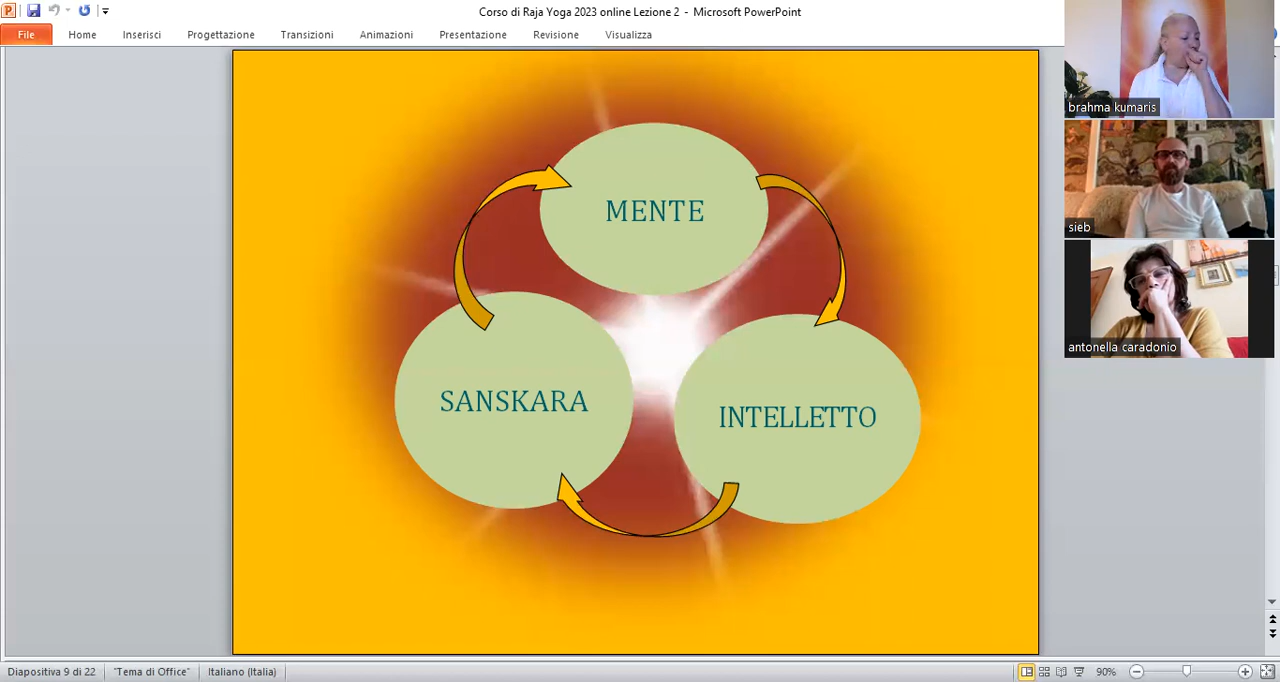 Corso di Raja Yoga 2023 online Lezione 2 - Microsoft PowerPoint
File Home Inserisci Progettazione Transizioni Animazioni Presentazione Revisione Visualizza
MENTE
SANSKARA
INTELLETTO
brahma kumaris
sieb
antonella caradonio
Diapositiva 9 di 22 "Tema di Office" Italiano (Italia) 90%